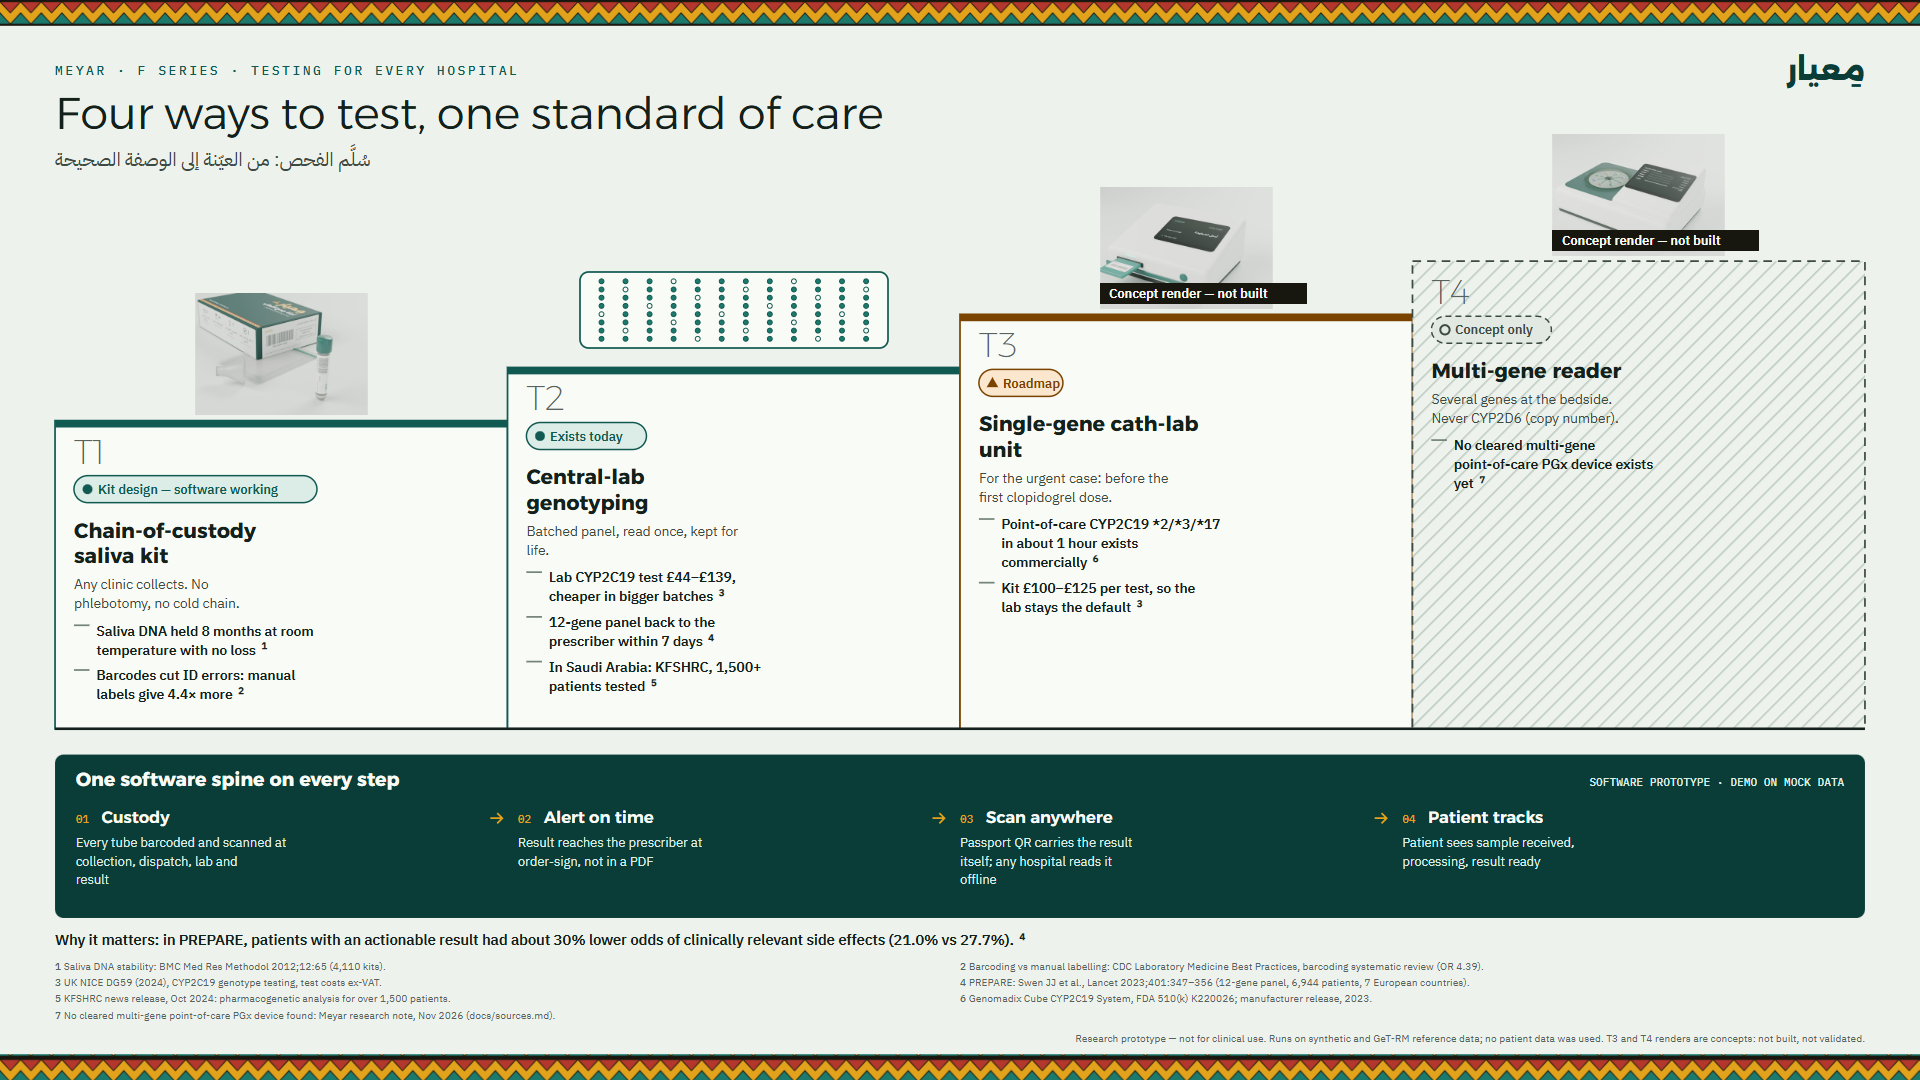 MEYAR · F SERIES · TESTING FOR EVERY HOSPITAL
مِعيار
Four ways to test, one standard of care
سُلَّم الفحص: من العيّنة إلى الوصفة الصحيحة
T1
Kit design — software working
Chain-of-custody
saliva kit
Any clinic collects. No
phlebotomy, no cold chain.
— Saliva DNA held 8 months at room
temperature with no loss 1
— Barcodes cut ID errors: manual
labels give 4.4× more 2
T2
Exists today
Central-lab
genotyping
Batched panel, read once, kept for
life.
— Lab CYP2C19 test £44–£139,
cheaper in bigger batches 3
— 12-gene panel back to the
prescriber within 7 days 4
— In Saudi Arabia: KFSHRC, 1,500+
patients tested 5
Concept render — not built
T3
Roadmap
Single-gene cath-lab
unit
For the urgent case: before the
first clopidogrel dose.
— Point-of-care CYP2C19 *2/*3/*17
in about 1 hour exists
commercially 6
— Kit £100–£125 per test, so the
lab stays the default 3
Concept render — not built
T4
Concept only
Multi-gene reader
Several genes at the bedside.
Never CYP2D6 (copy number).
— No cleared multi-gene
point-of-care PGx device exists
yet 7
One software spine on every step
SOFTWARE PROTOTYPE · DEMO ON MOCK DATA
01 Custody
Every tube barcoded and scanned at
collection, dispatch, lab and
result
→ 02 Alert on time
Result reaches the prescriber at
order-sign, not in a PDF
→ 03 Scan anywhere
Passport QR carries the result
itself; any hospital reads it
offline
→ 04 Patient tracks
Patient sees sample received,
processing, result ready
Why it matters: in PREPARE, patients with an actionable result had about 30% lower odds of clinically relevant side effects (21.0% vs 27.7%). 4
1 Saliva DNA stability: BMC Med Res Methodol 2012;12:65 (4,110 kits).
2 Barcoding vs manual labelling: CDC Laboratory Medicine Best Practices, barcoding systematic review (OR 4.39).
3 UK NICE DG59 (2024), CYP2C19 genotype testing, test costs ex-VAT.
4 PREPARE: Swen JJ et al., Lancet 2023;401:347–356 (12-gene panel, 6,944 patients, 7 European countries).
5 KFSHRC news release, Oct 2024: pharmacogenetic analysis for over 1,500 patients.
6 Genomadix Cube CYP2C19 System, FDA 510(k) K220026; manufacturer release, 2023.
7 No cleared multi-gene point-of-care PGx device found: Meyar research note, Nov 2026 (docs/sources.md).
Research prototype — not for clinical use. Runs on synthetic and GeT-RM reference data; no patient data was used. T3 and T4 renders are concepts: not built, not validated.